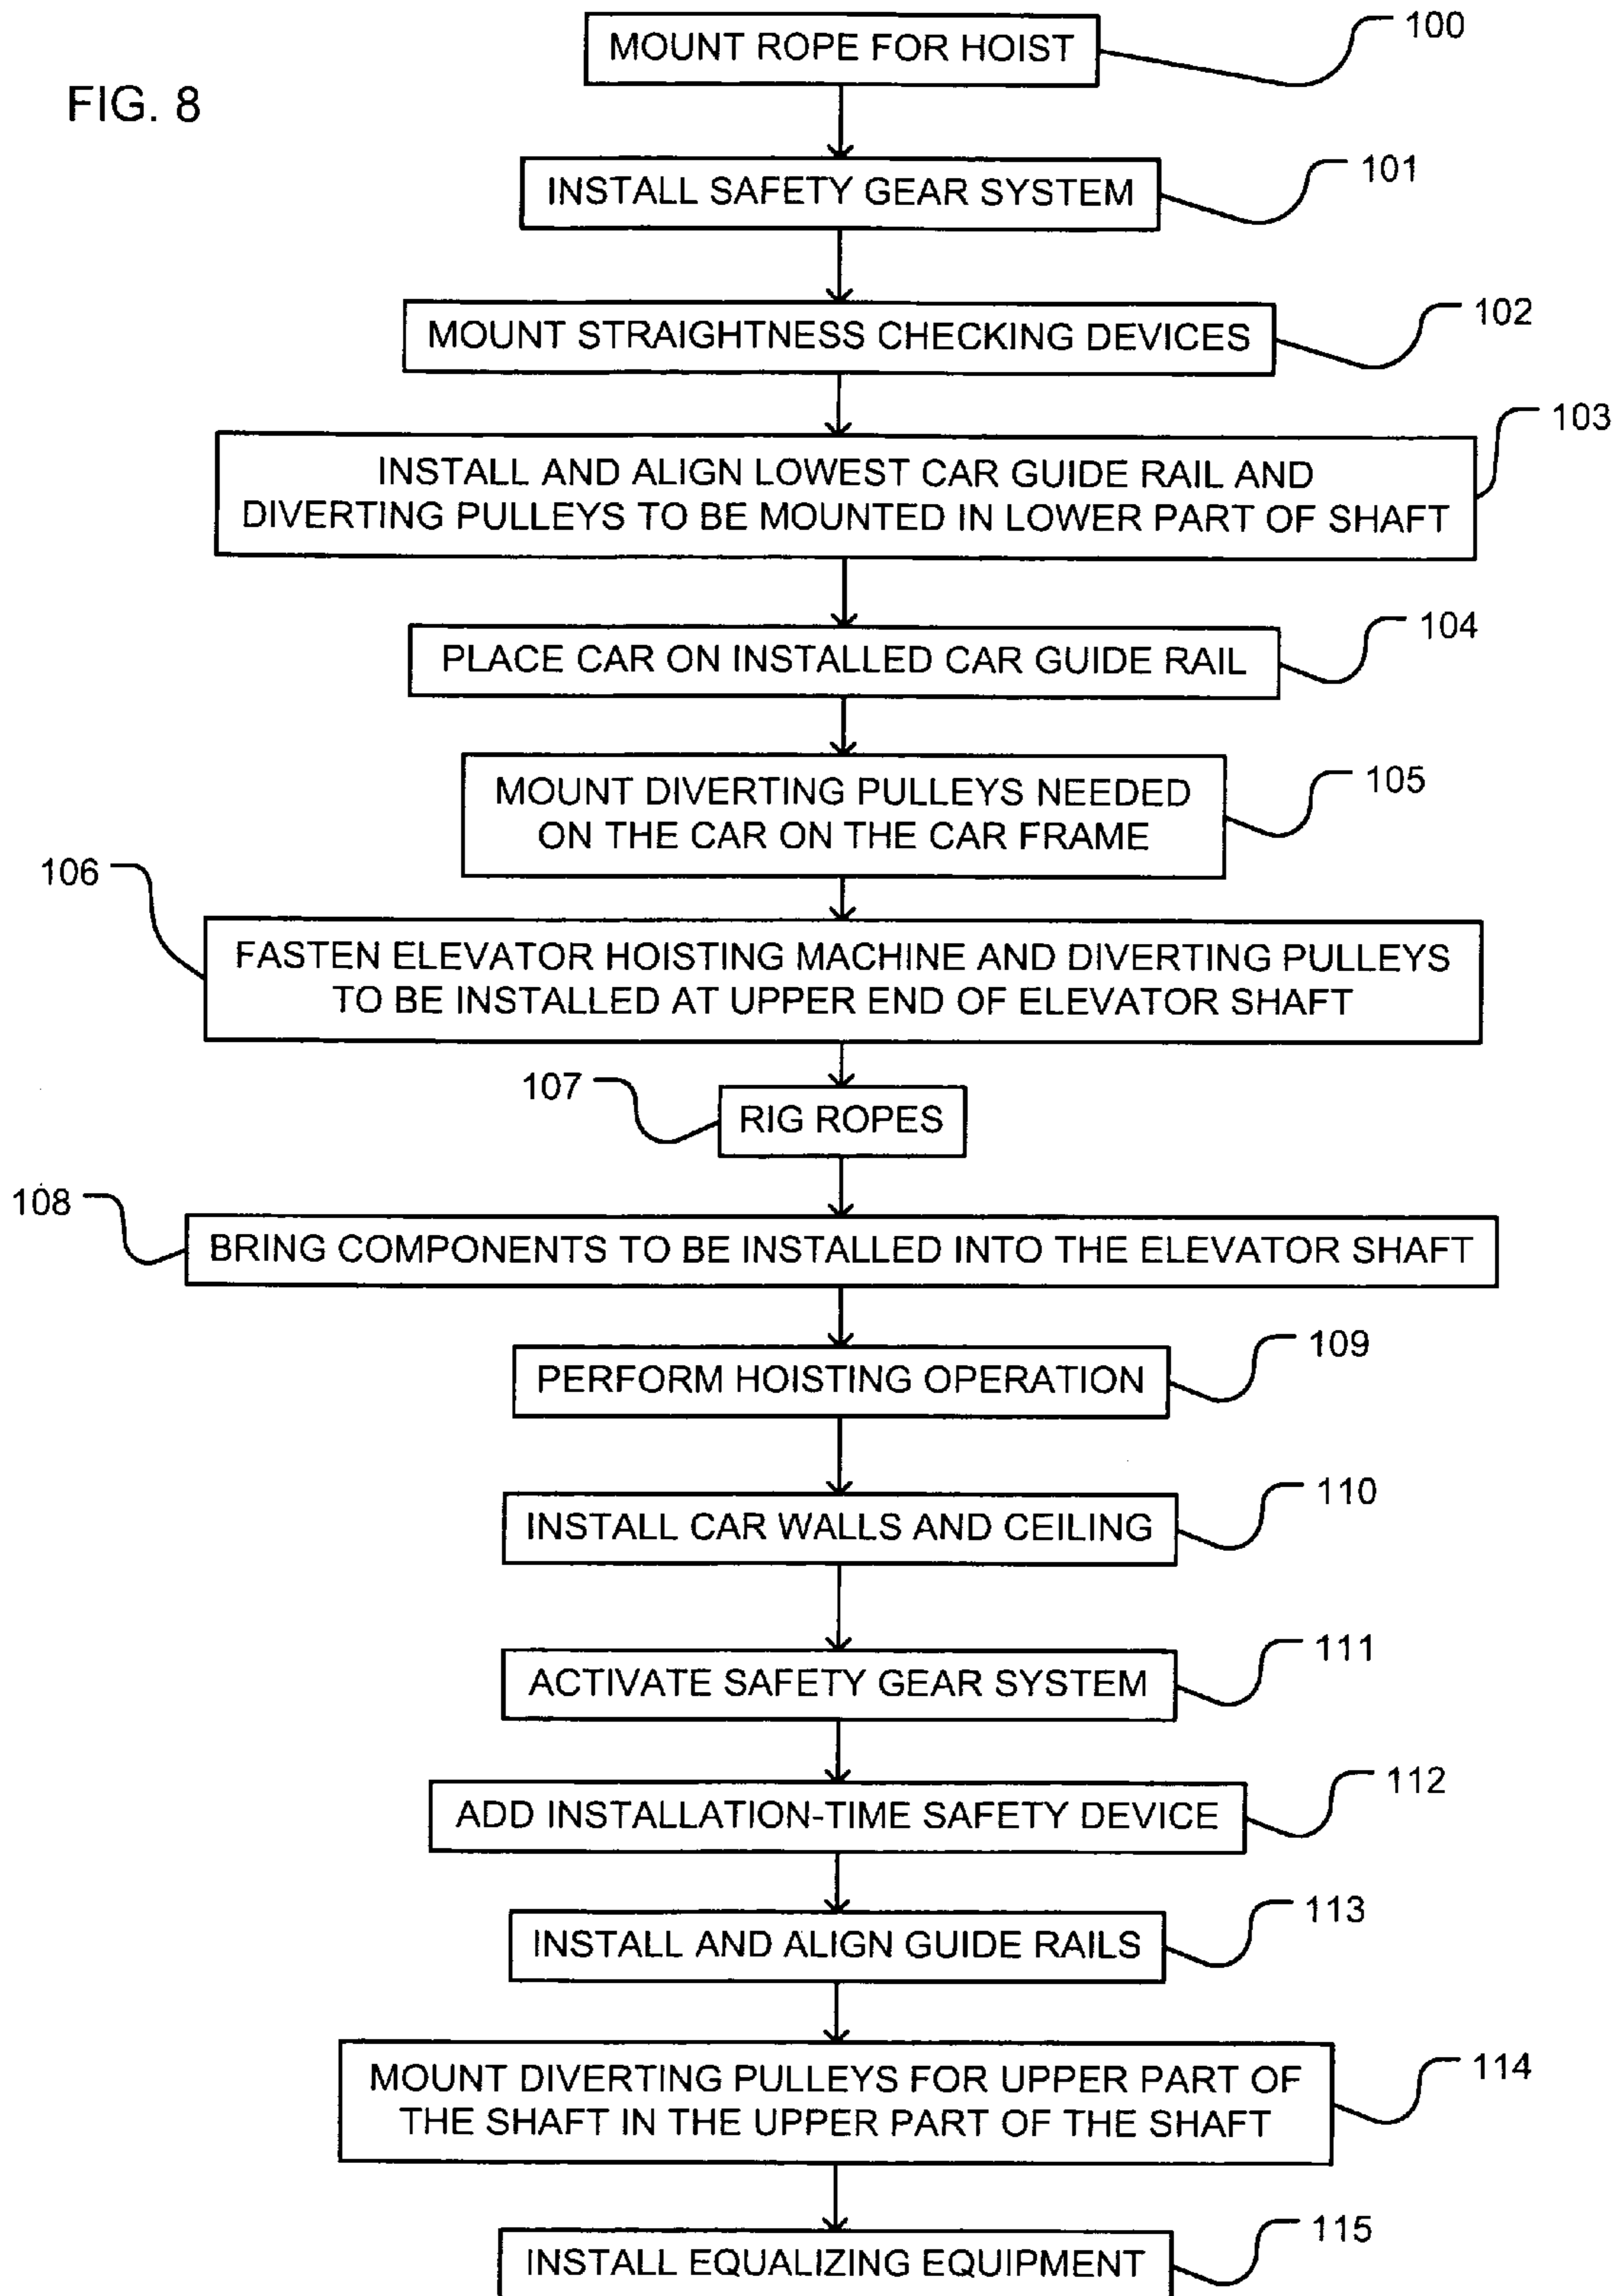 FIG. 8
MOUNT ROPE FOR HOIST
100
INSTALL SAFETY GEAR SYSTEM
101
MOUNT STRAIGHTNESS CHECKING DEVICES
102
INSTALL AND ALIGN LOWEST CAR GUIDE RAIL AND
DIVERTING PULLEYS TO BE MOUNTED IN LOWER PART OF SHAFT
103
PLACE CAR ON INSTALLED CAR GUIDE RAIL
104
MOUNT DIVERTING PULLEYS NEEDED
ON THE CAR ON THE CAR FRAME
105
106
FASTEN ELEVATOR HOISTING MACHINE AND DIVERTING PULLEYS
TO BE INSTALLED AT UPPER END OF ELEVATOR SHAFT
107
RIG ROPES
108
BRING COMPONENTS TO BE INSTALLED INTO THE ELEVATOR SHAFT
PERFORM HOISTING OPERATION
109
INSTALL CAR WALLS AND CEILING
110
ACTIVATE SAFETY GEAR SYSTEM
111
ADD INSTALLATION-TIME SAFETY DEVICE
112
INSTALL AND ALIGN GUIDE RAILS
113
MOUNT DIVERTING PULLEYS FOR UPPER PART OF
THE SHAFT IN THE UPPER PART OF THE SHAFT
114
INSTALL EQUALIZING EQUIPMENT
115